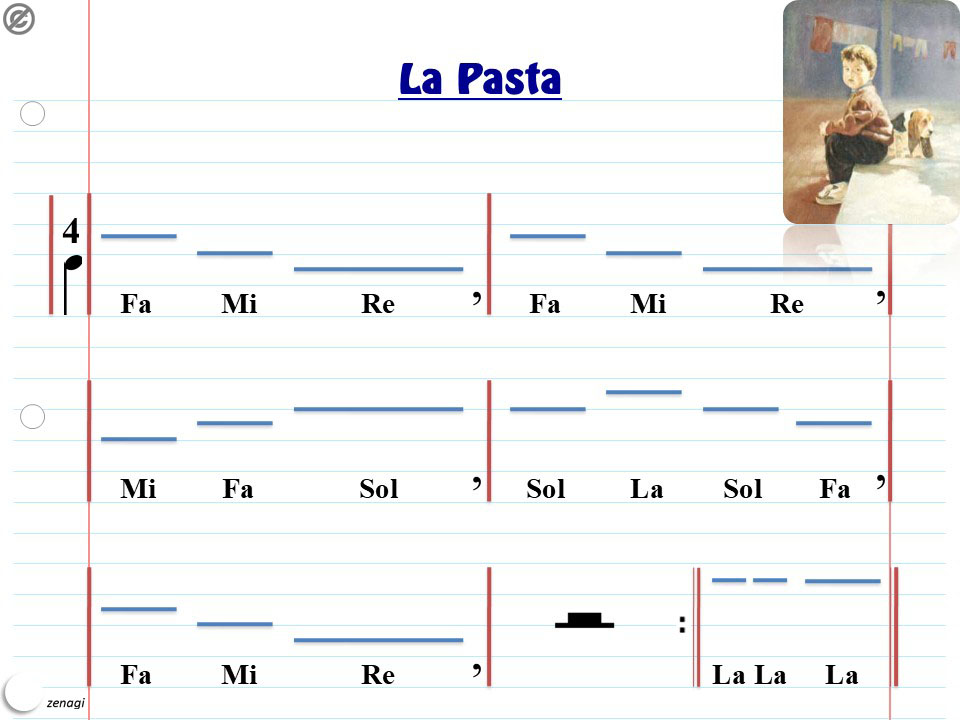 La Pasta
4
Fa Mi Re , Fa Mi Re ,
Mi Fa Sol , Sol La Sol Fa ,
:
Fa Mi Re , La La La
zenagi